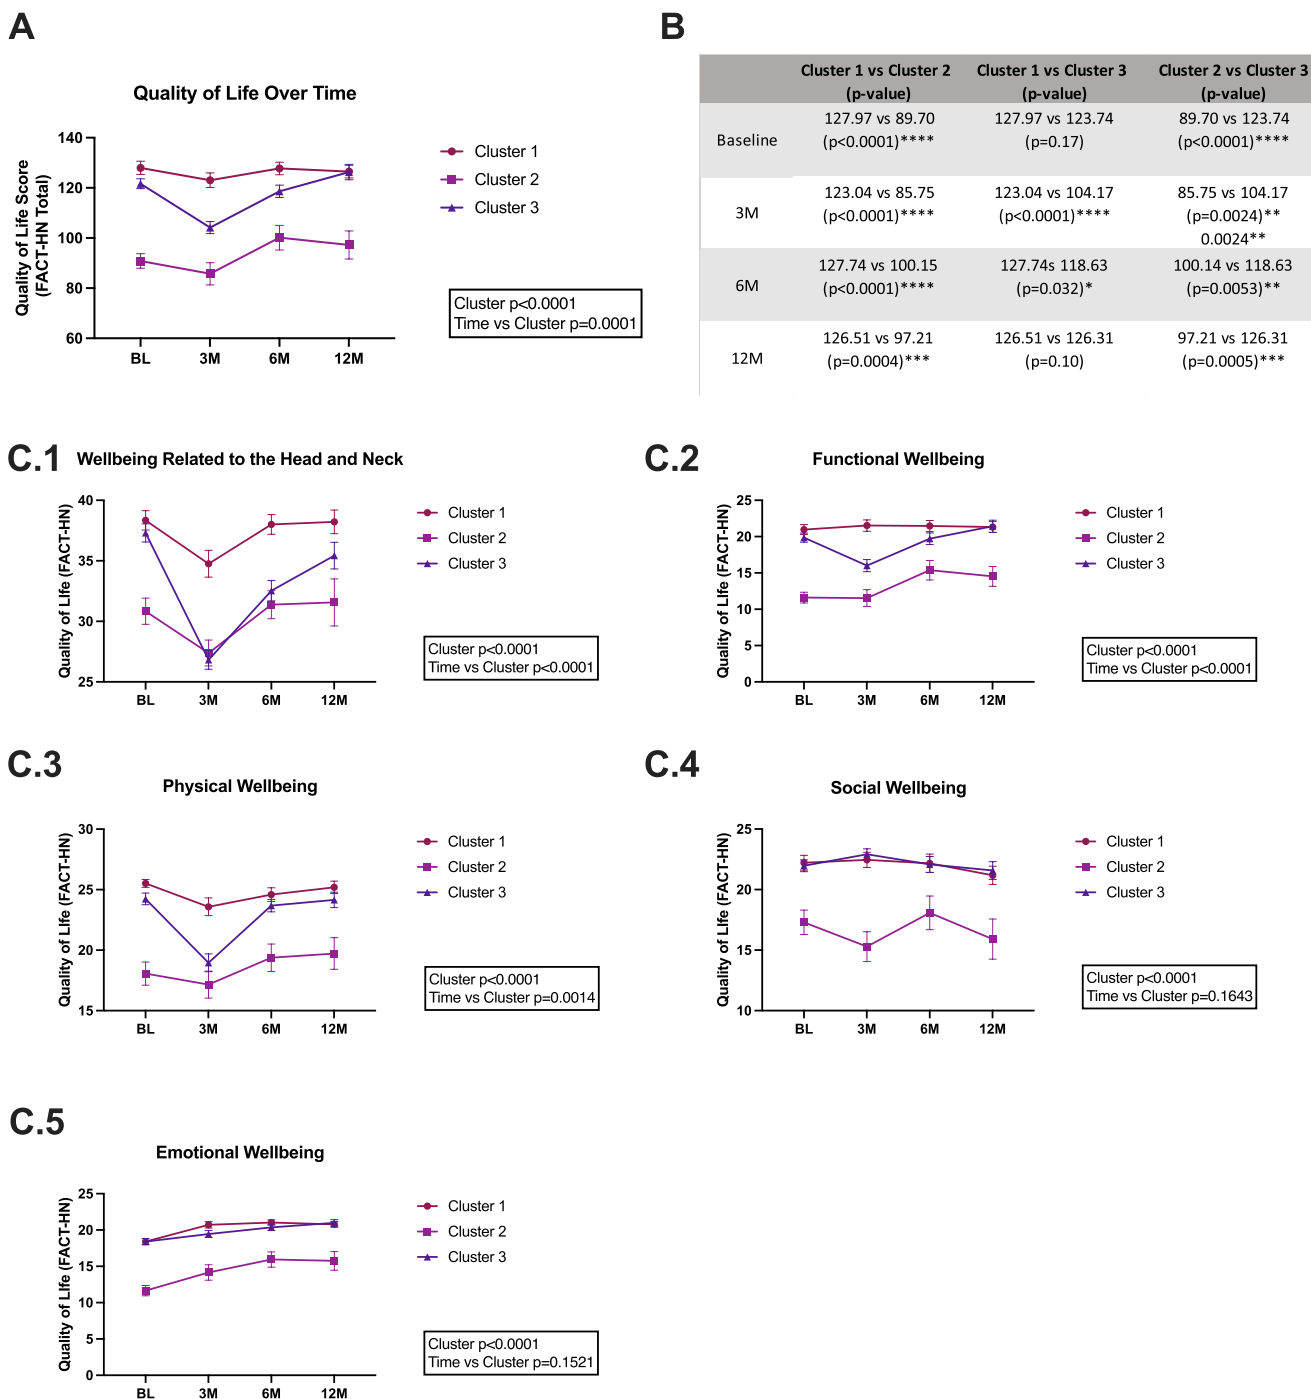 A
Quality of Life Over Time
Quality of Life Score
(FACT-HN Total)
140
120
100
80
60
BL 3M 6M 12M
Cluster 1
Cluster 2
Cluster 3
Cluster p<0.0001
Time vs Cluster p=0.0001
B
Cluster 1 vs Cluster 2 Cluster 1 vs Cluster 3 Cluster 2 vs Cluster 3
(p-value) (p-value) (p-value)
127.97 vs 89.70 127.97 vs 123.74 89.70 vs 123.74
Baseline (p<0.0001)**** (p=0.17) (p<0.0001)****
123.04 vs 85.75 123.04 vs 104.17 85.75 vs 104.17
3M (p<0.0001)**** (p<0.0001)**** (p=0.0024)**
0.0024**
127.74 vs 100.15 127.74s 118.63 100.14 vs 118.63
6M (p<0.0001)**** (p=0.032)* (p=0.0053)**
126.51 vs 97.21 126.51 vs 126.31 97.21 vs 126.31
12M (p=0.0004)*** (p=0.10) (p=0.0005)***
C.1
Wellbeing Related to the Head and Neck
Quality of LIfe (FACT-HN)
40
35
30
25
BL 3M 6M 12M
Cluster 1
Cluster 2
Cluster 3
Cluster p<0.0001
Time vs Cluster p<0.0001
C.2
Functional Wellbeing
Quality of LIfe (FACT-HN)
25
20
15
10
5
0
BL 3M 6M 12M
Cluster 1
Cluster 2
Cluster 3
Cluster p<0.0001
Time vs Cluster p<0.0001
C.3
Physical Wellbeing
Quality of LIfe (FACT-HN)
30
25
20
15
BL 3M 6M 12M
Cluster 1
Cluster 2
Cluster 3
Cluster p<0.0001
Time vs Cluster p=0.0014
C.4
Social Wellbeing
Quality of LIfe (FACT-HN)
25
20
15
10
BL 3M 6M 12M
Cluster 1
Cluster 2
Cluster 3
Cluster p<0.0001
Time vs Cluster p=0.1643
C.5
Emotional Wellbeing
Quality of LIfe (FACT-HN)
25
20
15
10
5
0
BL 3M 6M 12M
Cluster 1
Cluster 2
Cluster 3
Cluster p<0.0001
Time vs Cluster p=0.1521